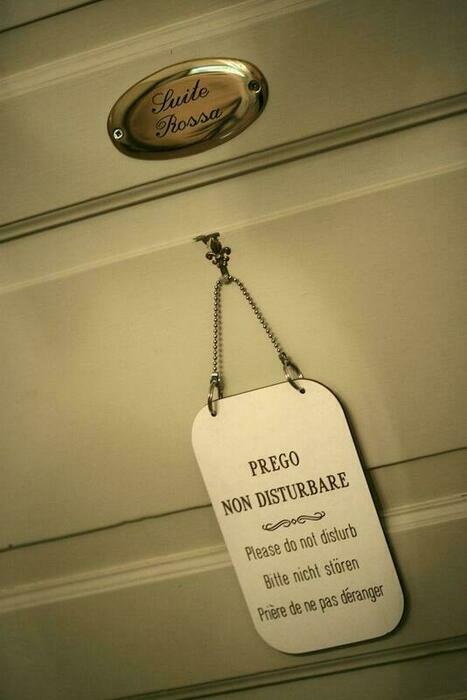 Suite
Rossa
PREGO
NON DISTURBARE
Please do not disturb
Bitte nicht stören
Prière de ne pas déranger